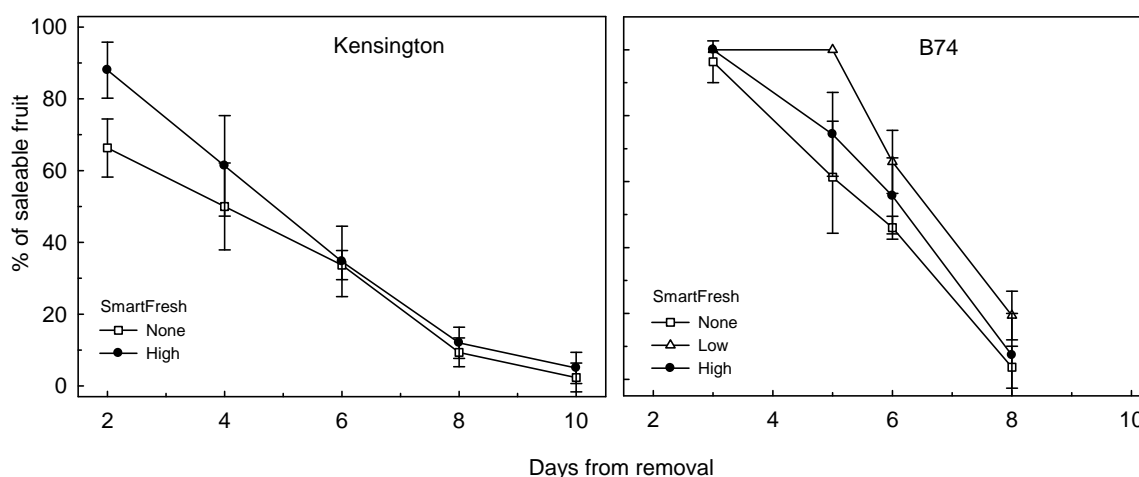 % of saleable fruit
100
80
60
40
20
0
Kensington
SmartFresh
None
High
2 4 6 8 10
B74
SmartFresh
None
Low
High
2 4 6 8 10
Days from removal